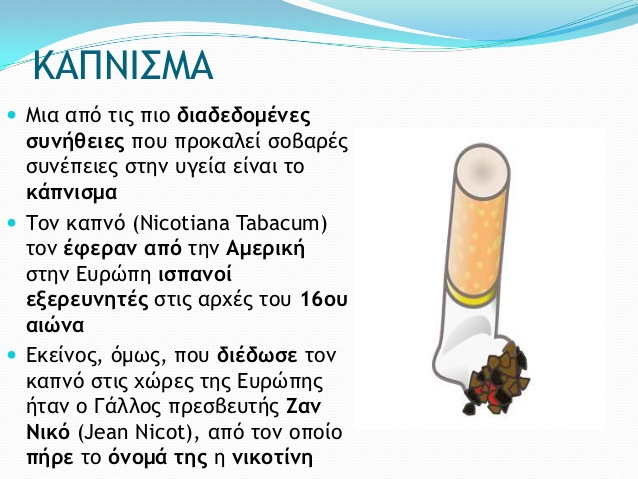 ΚΑΠΝΙΣΜΑ
• Μια από τις πιο διαδεδομένες
συνήθειες που προκαλεί σοβαρές
συνέπειες στην υγεία είναι το
κάπνισμα
• Τον καπνό (Nicotiana Tabacum)
τον έφεραν από την Αμερική
στην Ευρώπη ισπανοί
εξερευνητές στις αρχές του 16ου
αιώνα
• Εκείνος, όμως, που διέδωσε τον
καπνό στις χώρες της Ευρώπης
ήταν ο Γάλλος πρεσβευτής Ζαν
Νικό (Jean Nicot), από τον οποίο
πήρε το όνομά της η νικοτίνη